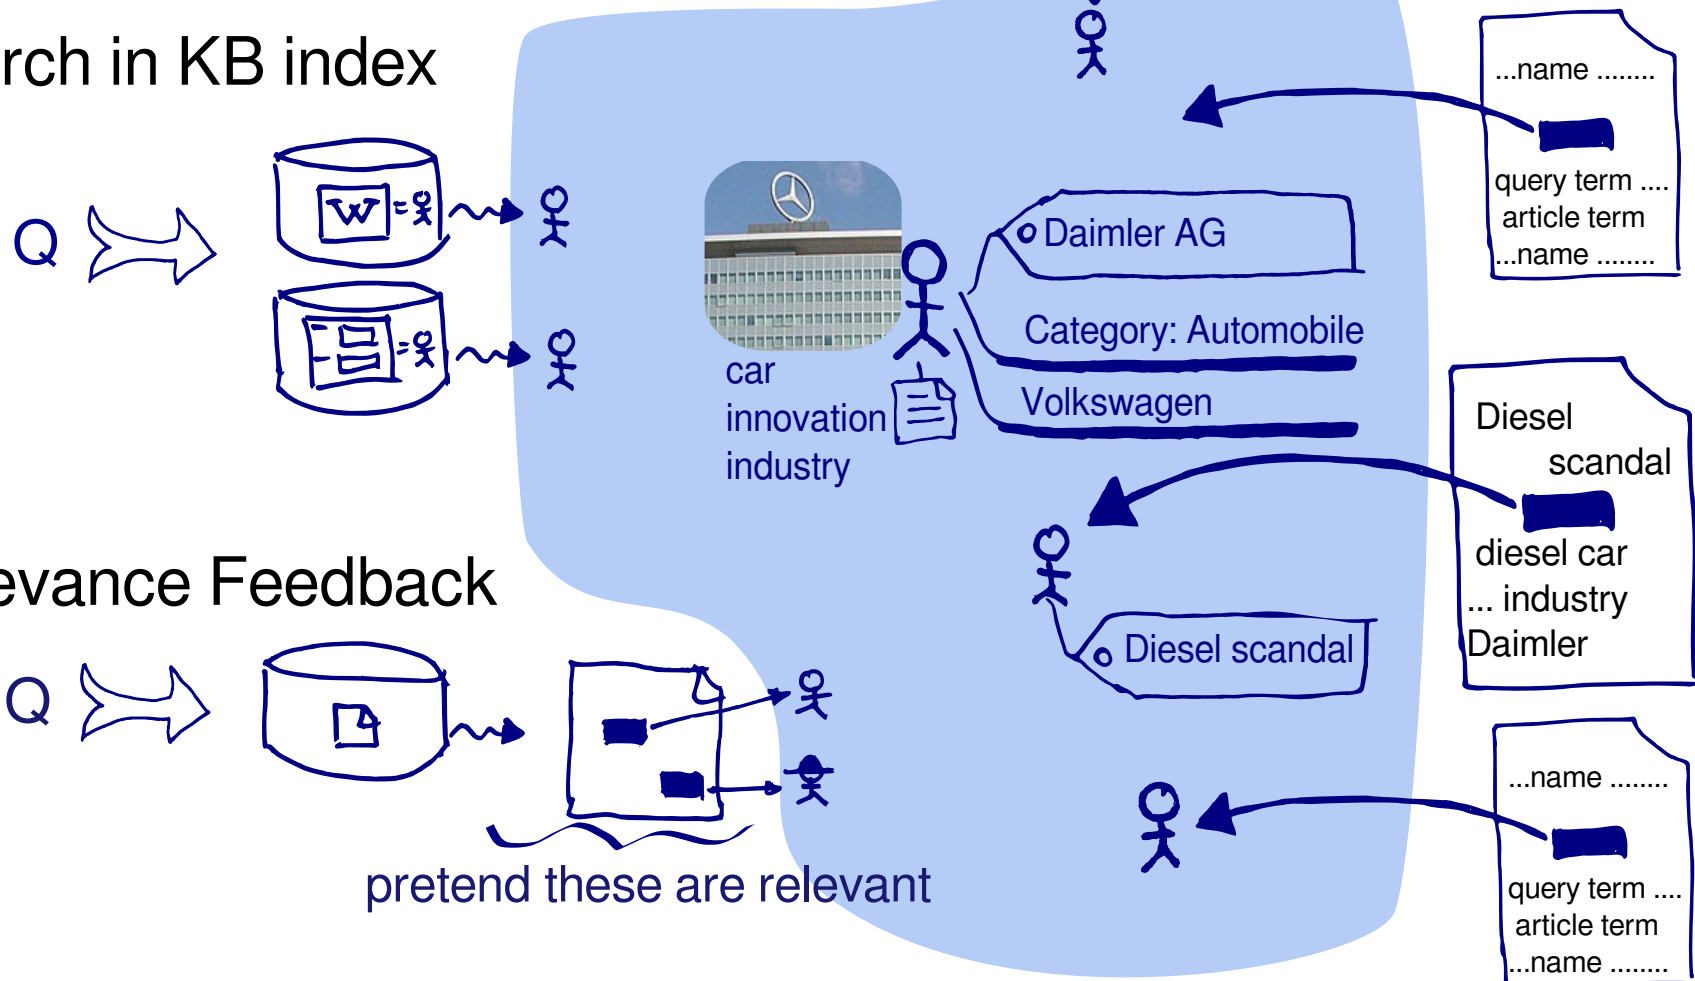 rch in KB index
Q
W
=
=
car
innovation
industry
Daimler AG
Category: Automobile
Volkswagen
Diesel scandal
evance Feedback
Q
pretend these are relevant
...name ........
query term ....
article term
...name ........
Diesel
scandal
diesel car
... industry
Daimler
...name ........
query term ....
article term
...name ........